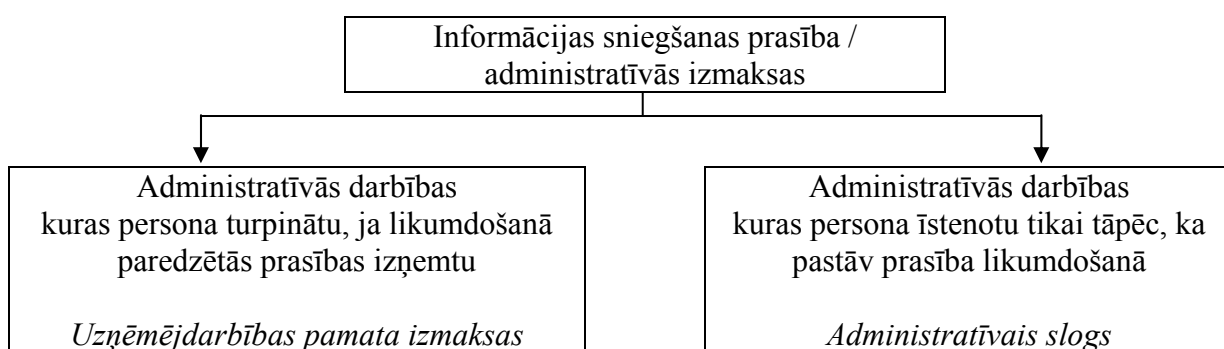 Informācijas sniegšanas prasība /
administratīvās izmaksas
Administratīvās darbības
kuras persona turpinātu, ja likumdošanā
paredzētās prasības izņemtu
Uzņēmējdarbības pamata izmaksas
Administratīvās darbības
kuras persona īstenotu tikai tāpēc, ka
pastāv prasība likumdošanā
Administratīvais slogs